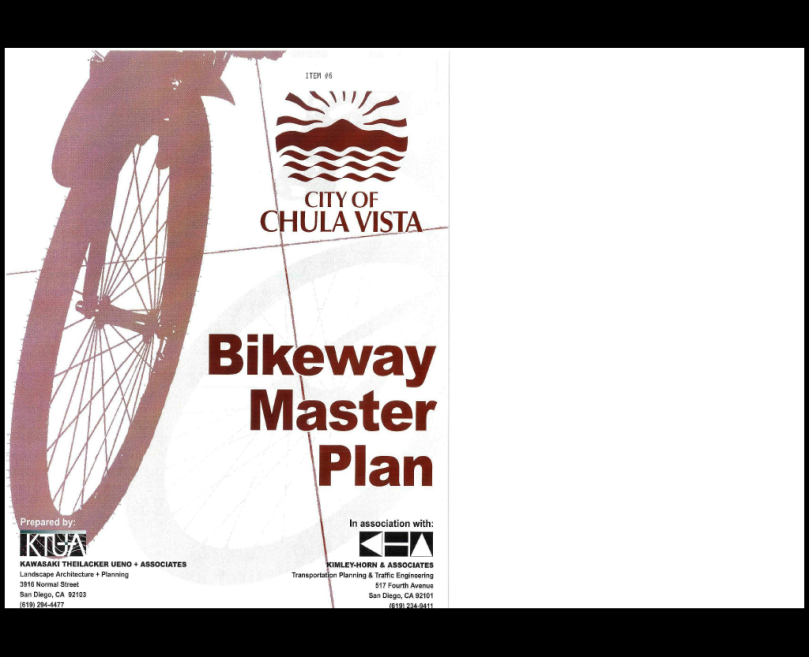 ITEM #6
CITY OF
CHULA VISTA
Bikeway
Master
Plan
Prepared by:
KTU+A
KAWASAKI THEILACKER UENO + ASSOCIATES
Landscape Architecture + Planning
3916 Normal Street
San Diego, CA 92103
(619) 294-4477
In association with:
KIMLEY-HORN & ASSOCIATES
Transportation Planning & Traffic Engineering
517 Fourth Avenue
San Diego, CA 92101
(619) 234-9411